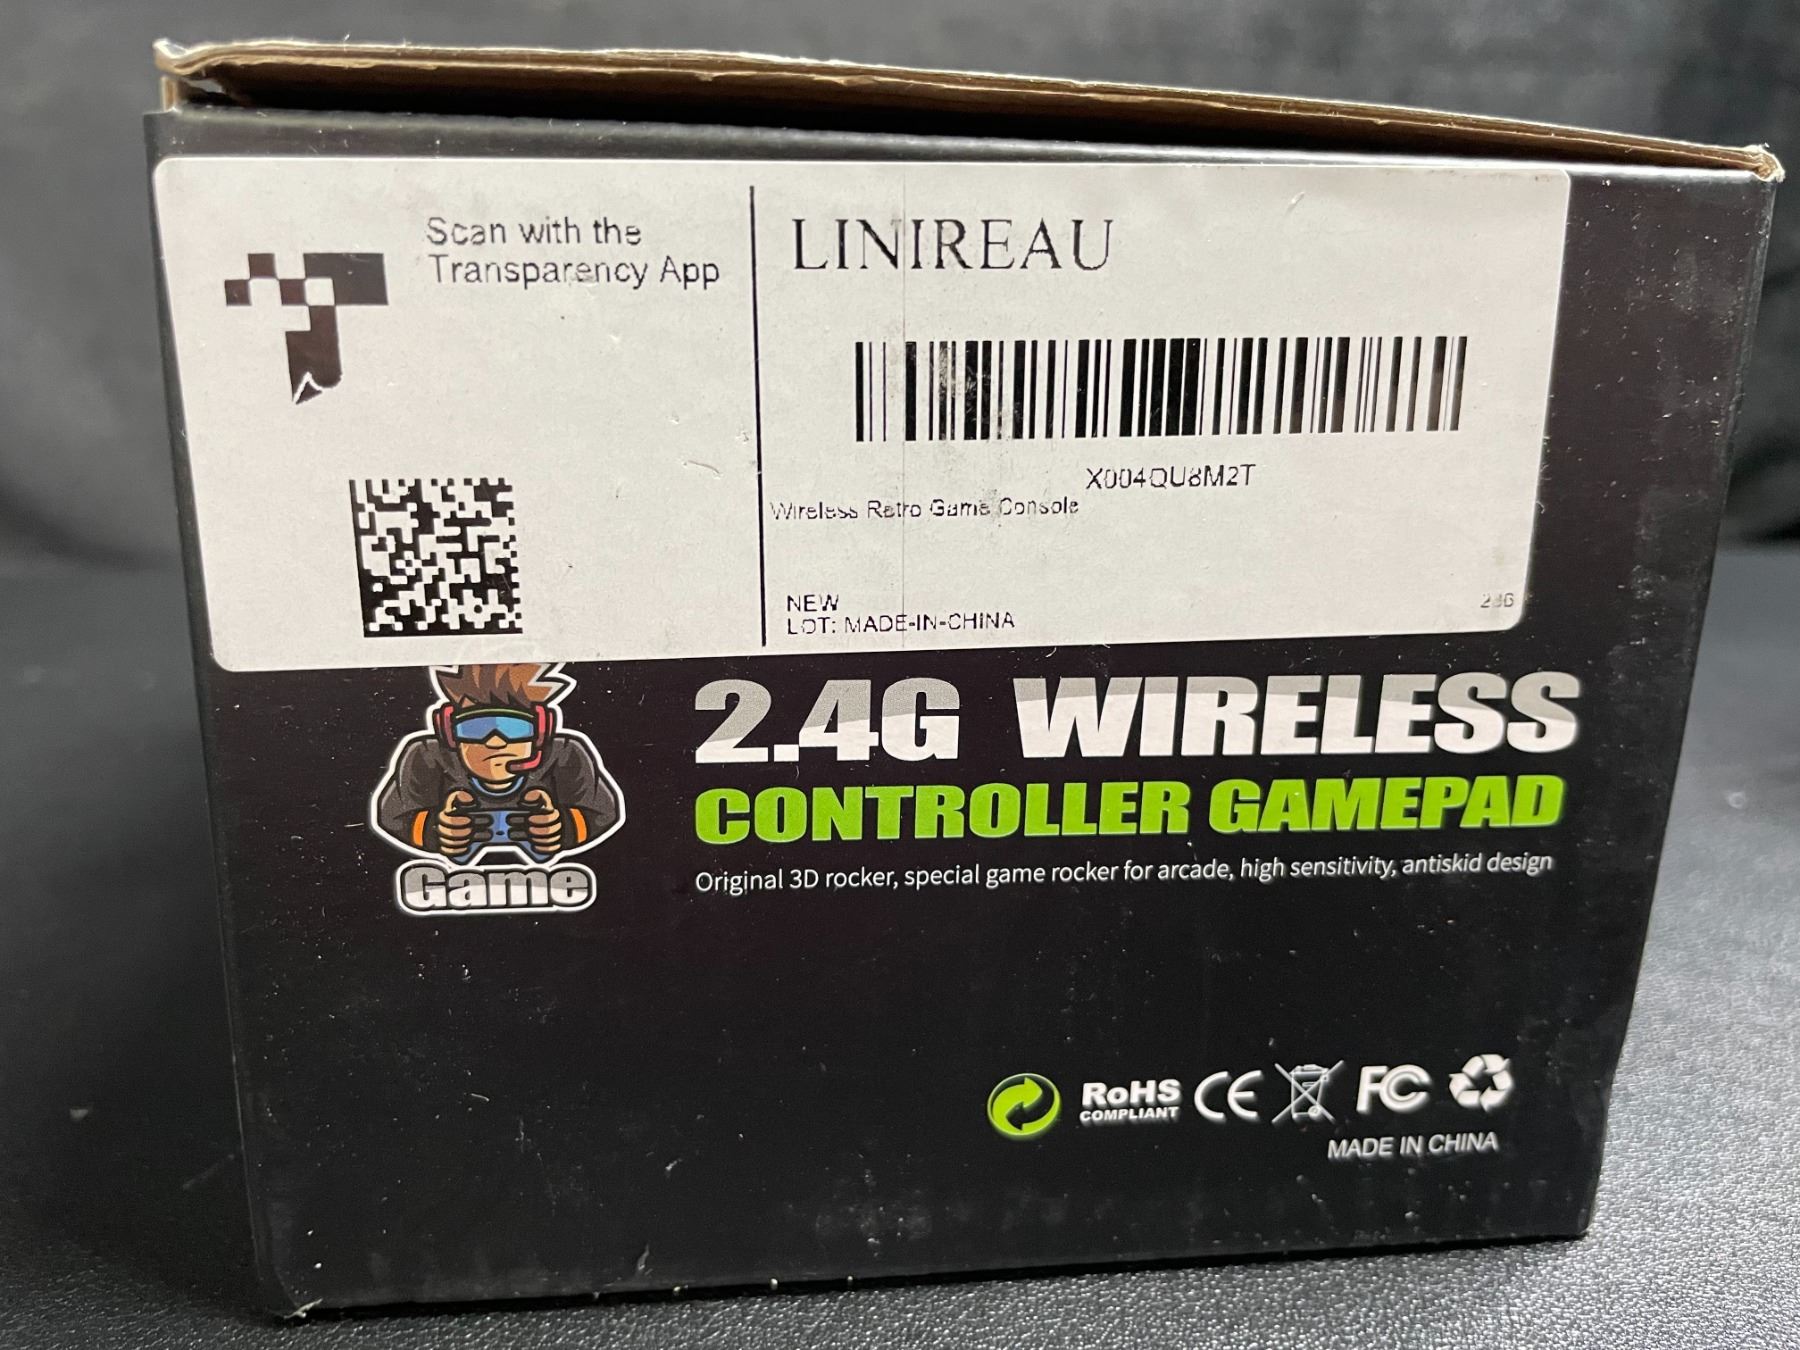 Scan with the
Transparency App
LINIREAU
X004QU8M2T
Wireless Retro Game Console
NEW
LOT: MADE-IN-CHINA
2.4G WIRELESS
CONTROLLER GAMEPAD
Original 3D rocker, special game rocker for arcade, high sensitivity, antiskid design
Game
RoHS
COMPLIANT
CE
FC
MADE IN CHINA